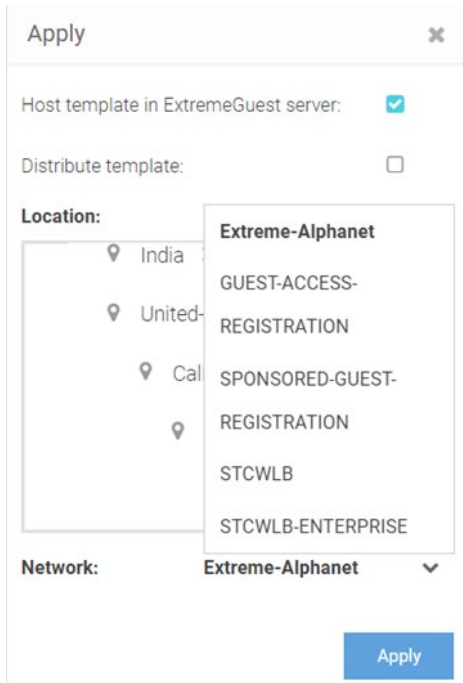 Apply
Host template in ExtremeGuest server:
Distribute template:
Location:
India
United-
Extreme-Alphanet
GUEST-ACCESS-
REGISTRATION
SPONSORED-GUEST-
REGISTRATION
STCWLB
STCWLB-ENTERPRISE
Network:
Extreme-Alphanet
Apply